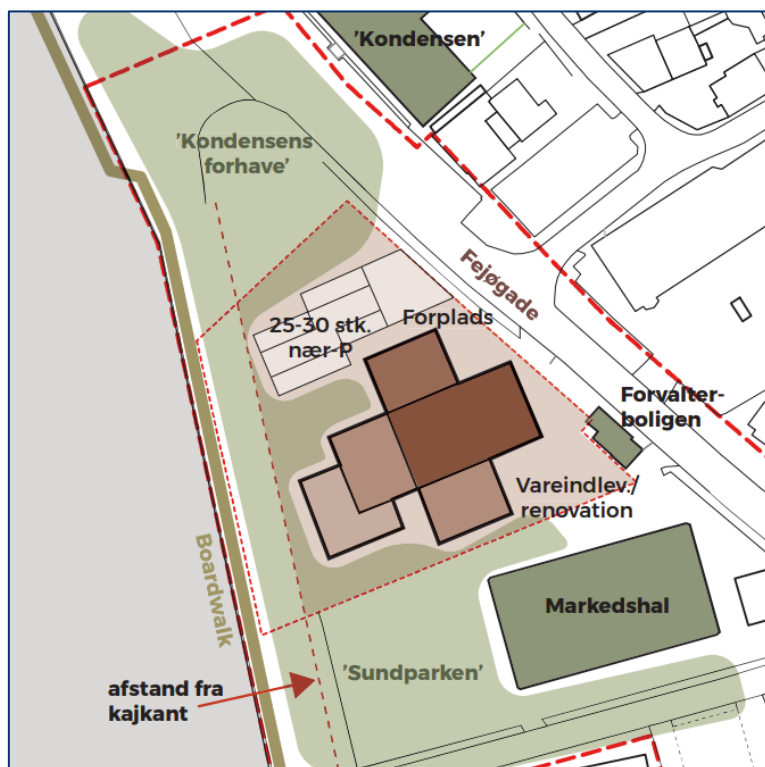 'Kondensen'
'Kondensens
forhave'
Fejøgade
25-30 stk.
nær-P
Forplads
Forvalter-
boligen
Vareindlev./
renovation
Boardwalk
Markedshal
'Sundparken'
afstand fra
kajkant